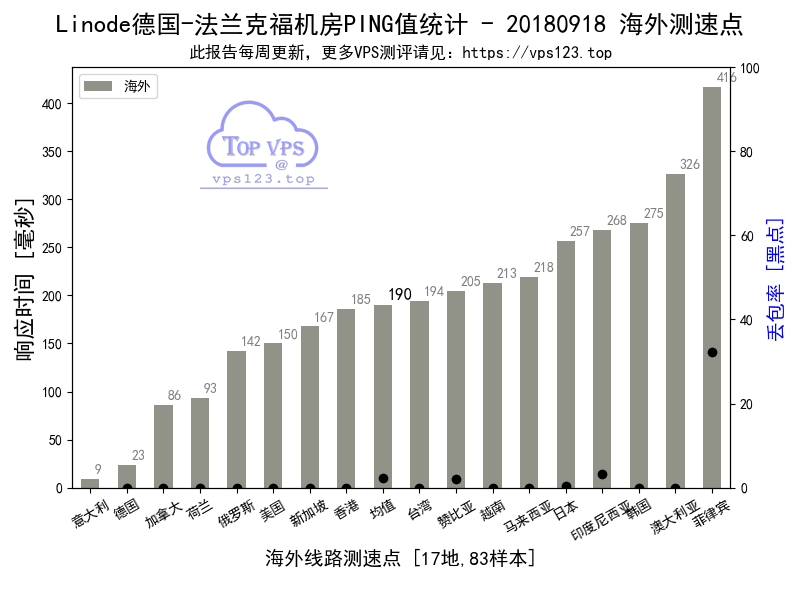 Linode德国-法兰克福机房PING值统计 - 20180918 海外测速点
此报告每周更新，更多VPS测评请见：https://vps123.top
海外
TOP VPS
@
vps123.top
响应时间 [毫秒]
丢包率 [黑点]
400
350
300
250
200
150
100
50
0
100
80
60
40
20
0
9
23
86
93
142
150
167
185
190
194
205
213
218
257
268
275
326
416
意大利
德国
加拿大
荷兰
俄罗斯
美国
新加坡
香港
均值
台湾
赞比亚
越南
马来西亚
日本
印度尼西亚
韩国
澳大利亚
菲律宾
海外线路测速点 [17地,83样本]